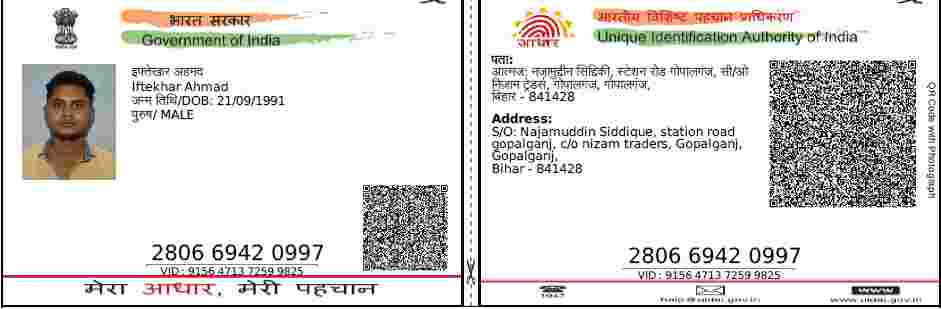 भारत सरकार
Government of India
इफ्तेखार अहमद
Iftekhar Ahmad
जन्म तिथि/DOB: 21/09/1991
पुरुष/ MALE
2806 6942 0997
VID : 9156 4713 7259 9825
मेरा आधार, मेरी पहचान
भारतीय विशिष्ट पहचान प्राधिकरण
Unique Identification Authority of India
आधार
पता:
आत्मज: नजामुद्दीन सिद्दिकी, स्टेशन रोड गोपालगंज, सी/ओ
निजाम ट्रेडर्स, गोपालगंज, गोपालगंज,
बिहार - 841428
Address:
S/O: Najamuddin Siddique, station road
gopalganj, c/o nizam traders, Gopalganj,
Gopalganj,
Bihar - 841428
QR Code with Photograph
2806 6942 0997
VID : 9156 4713 7259 9825
1947
help@uidai.gov.in
www
www.uidai.gov.in